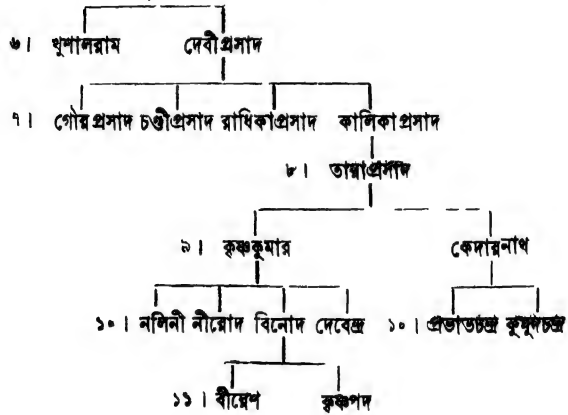 ৬। খুশালরাম দেবীপ্রসাদ
৭। গৌরপ্রসাদ চণ্ডীপ্রসাদ রাধিকাপ্রসাদ কালিকাপ্রসাদ
৮। তারাপ্রসাদ
৯। কৃষ্ণকুমার কেদারনাথ
১০। নলিনী নীরোদ বিনোদ দেবেন্দ্র ১০। প্রভাতচন্দ্র কুমুদচন্দ্র
১১। বীরেশ কৃষ্ণপদ